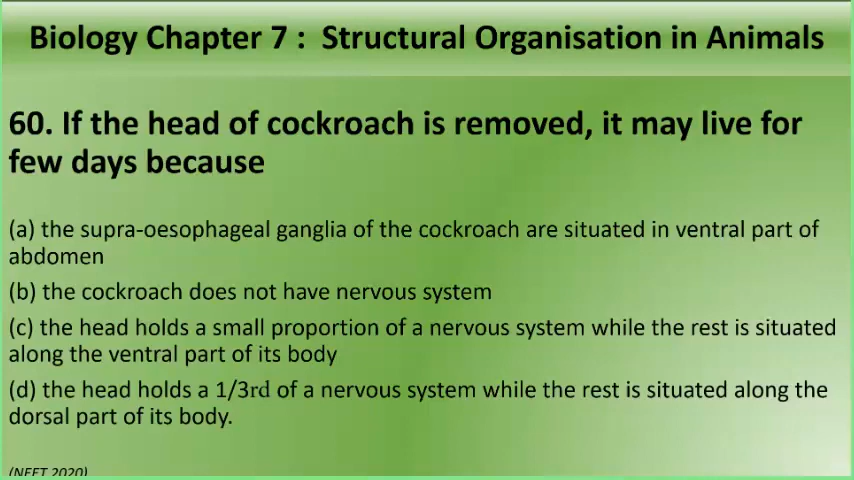 Biology Chapter 7 :  Structural Organisation in Animals
60. If the head of cockroach is removed, it may live for
few days because
(a) the supra-oesophageal ganglia of the cockroach are situated in ventral part of
abdomen
(b) the cockroach does not have nervous system
(c) the head holds a small proportion of a nervous system while the rest is situated
along the ventral part of its body
(d) the head holds a 1/3rd of a nervous system while the rest is situated along the
dorsal part of its body.
(NEET 2020)